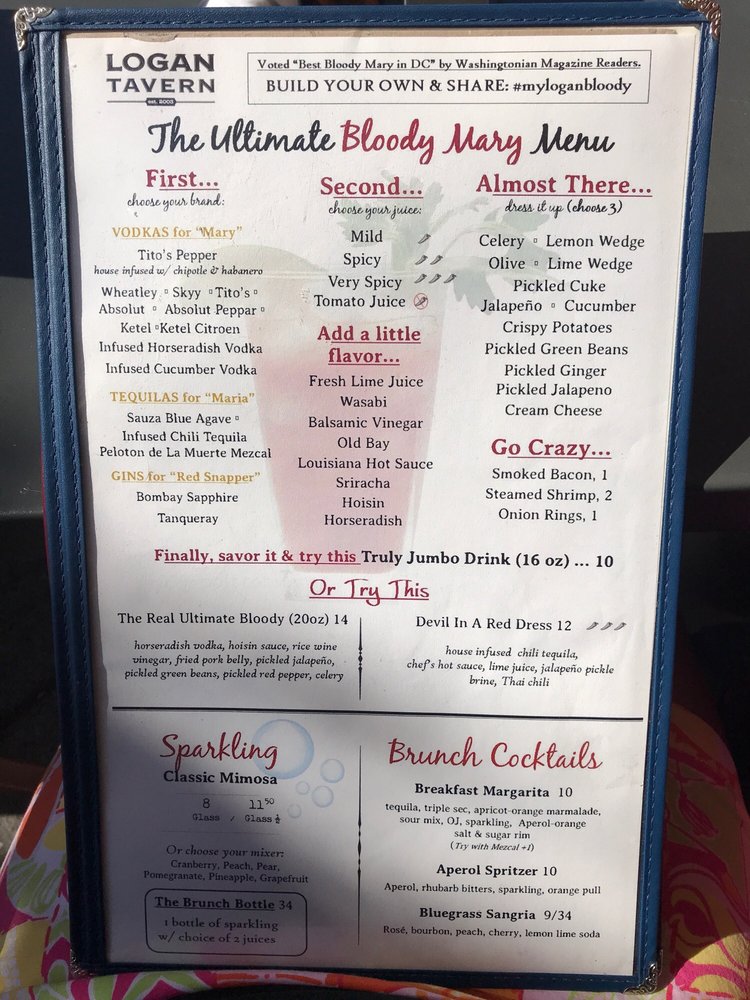 LOGAN
TAVERN
est. 2003
Voted "Best Bloody Mary in DC" by Washingtonian Magazine Readers.
BUILD YOUR OWN & SHARE: #myloganbloody
The Ultimate Bloody Mary Menu
First...
choose your brand:
VODKAS for "Mary"
Tito's Pepper
house infused w/ chipotle & habanero
Wheatley ▫ Skyy ▫ Tito's ▫
Absolut ▫ Absolut Peppar ▫
Ketel ▫ Ketel Citroen
Infused Horseradish Vodka
Infused Cucumber Vodka
TEQUILAS for "Maria"
Sauza Blue Agave ▫
Infused Chili Tequila
Peloton de La Muerte Mezcal
GINS for "Red Snapper"
Bombay Sapphire
Tanqueray
Second...
choose your juice:
Mild
Spicy
Very Spicy
Tomato Juice
Add a little
flavor...
Fresh Lime Juice
Wasabi
Balsamic Vinegar
Old Bay
Louisiana Hot Sauce
Sriracha
Hoisin
Horseradish
Almost There...
dress it up (choose 3)
Celery ▫ Lemon Wedge
Olive ▫ Lime Wedge
Pickled Cuke
Jalapeño ▫ Cucumber
Crispy Potatoes
Pickled Green Beans
Pickled Ginger
Pickled Jalapeno
Cream Cheese
Go Crazy...
Smoked Bacon, 1
Steamed Shrimp, 2
Onion Rings, 1
Finally, savor it & try this Truly Jumbo Drink (16 oz) ... 10
Or Try This
The Real Ultimate Bloody (20oz) 14
horseradish vodka, hoisin sauce, rice wine
vinegar, fried pork belly, pickled jalapeño,
pickled green beans, pickled red pepper, celery
Devil In A Red Dress 12
house infused chili tequila,
chef's hot sauce, lime juice, jalapeño pickle
brine, Thai chili
Sparkling
Classic Mimosa
8 11⁵⁰
Glass / Glass ½
Or choose your mixer:
Cranberry, Peach, Pear,
Pomegranate, Pineapple, Grapefruit
The Brunch Bottle 34
1 bottle of sparkling
w/ choice of 2 juices
Brunch Cocktails
Breakfast Margarita 10
tequila, triple sec, apricot-orange marmalade,
sour mix, OJ, sparkling, Aperol-orange
salt & sugar rim
(Try with Mezcal +1)
Aperol Spritzer 10
Aperol, rhubarb bitters, sparkling, orange pull
Bluegrass Sangria 9/34
Rosé, bourbon, peach, cherry, lemon lime soda